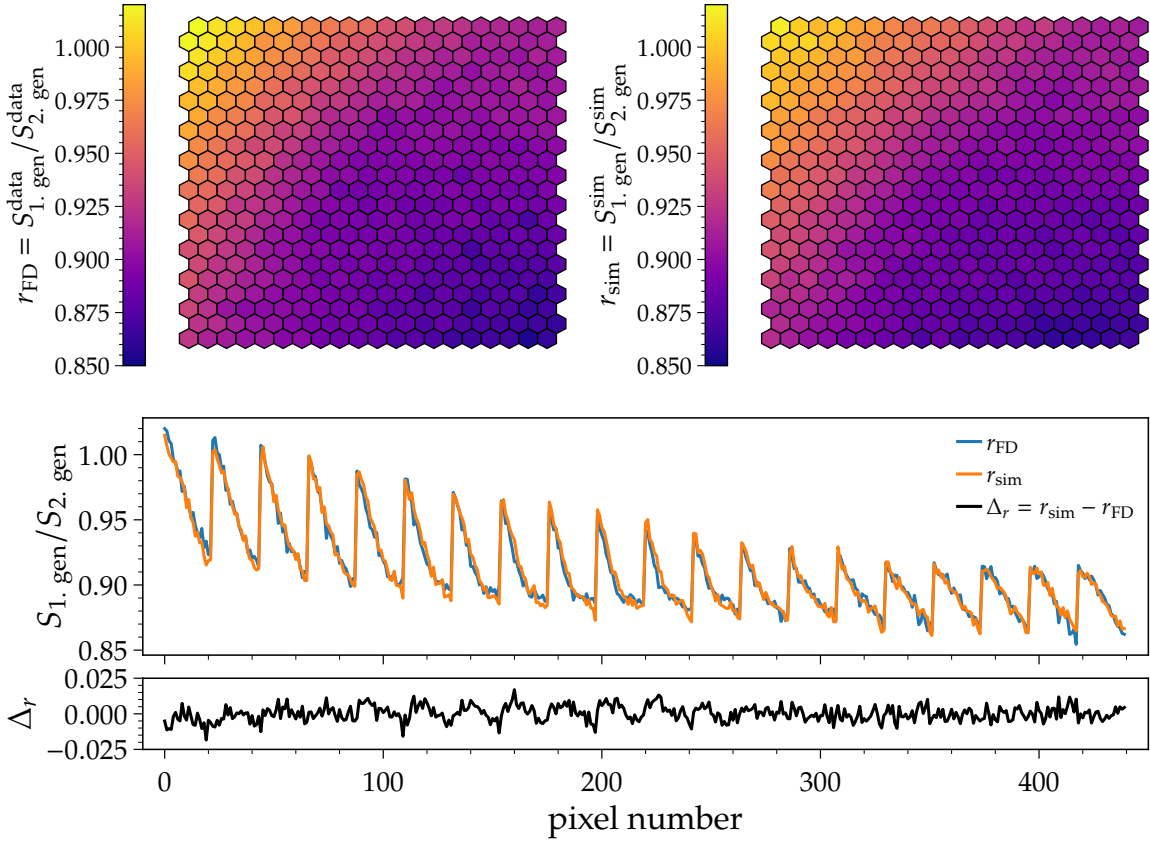 1.000
0.975
0.950
0.925
0.900
0.875
0.850
r_FD = S^data_1. gen / S^data_2. gen
1.000
0.975
0.950
0.925
0.900
0.875
0.850
r_sim = S^sim_1. gen / S^sim_2. gen
1.00
0.95
0.90
0.85
S_1. gen / S_2. gen
r_FD
r_sim
Δ_r = r_sim − r_FD
0.025
0.000
−0.025
Δ_r
0 100 200 300 400
pixel number